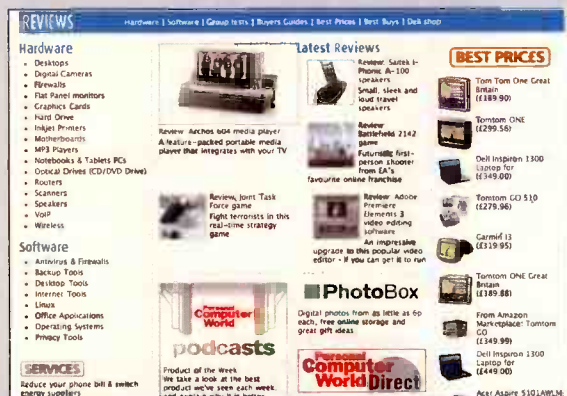 REVIEWS
Hardware | Software | Group tests | Buyers Guides | Best Prices | Best Buys | Dell shop
Hardware
Desktops
Digital Cameras
Firewalls
Flat Panel monitors
Graphics Cards
Hard Drive
Inkjet Printers
Motherboards
MP3 Players
Notebooks & Tablets PCs
Optical Drives (CD/DVD Drive)
Routers
Scanners
Speakers
VoIP
Wireless
Software
Antivirus & Firewalls
Backup Tools
Desktop Tools
Internet Tools
Linux
Office Applications
Operating Systems
Privacy Tools
SERVICES
Reduce your phone bill & switch
energy suppliers
Latest Reviews
Review: Archos 604 media player
A feature-packed portable media
player that integrates with your TV
Review: Saitek I-
Phonic A-100
speakers
Small, sleek and
loud travel
speakers
Review:
Battlefield 2142
game
Futuristic first-
person shooter
from EA's
favourite online franchise
Review: Joint Task
Force game
Fight terrorists in this
real-time strategy
game
Review: Adobe
Premiere
Elements 3
video editing
software
An impressive
upgrade to this popular video
editor - if you can get it to run
Personal
Computer
World
podcasts
Product of the Week
We take a look at the best
product we've seen each week,
PhotoBox
Digital photos from as little as 6p
each, free online storage and
great gift ideas
Personal
Computer
World Direct
BEST PRICES
Tom Tom One Great
Britain
(£189.90)
Tomtom ONE
(£299.56)
Dell Inspiron 1300
Laptop for
(£349.00)
Tomtom GO 510
(£279.96)
Garmin I3
(£319.95)
Tomtom ONE Great
Britain
(£189.88)
From Amazon
Marketplace: Tomtom
GO
(£349.99)
Dell Inspiron 1300
Laptop for
(£449.00)
Acer Aspire 5101AWLM